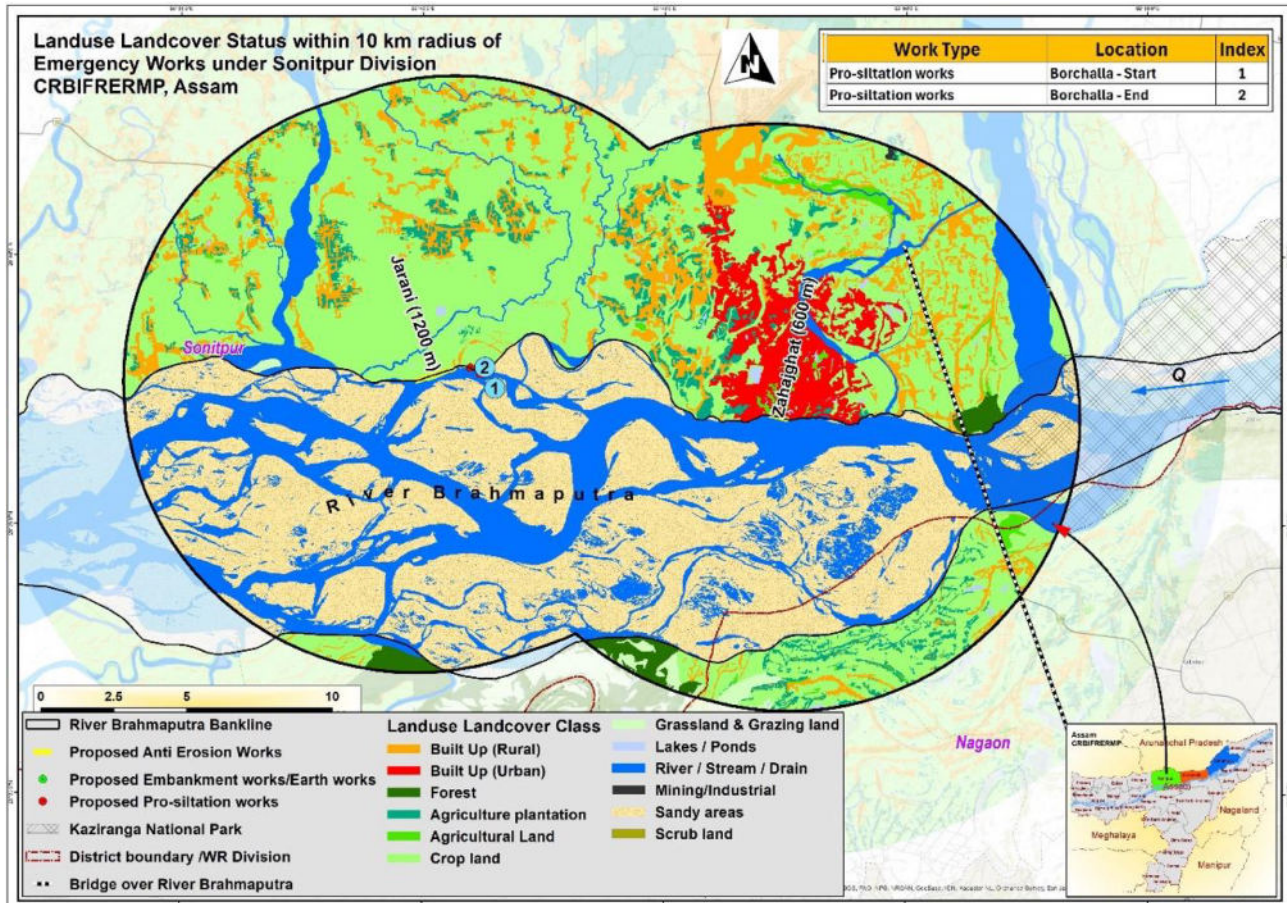 Landuse Landcover Status within 10 km radius of
Emergency Works under Sonitpur Division
CRBIFRERMP, Assam
N
Work Type Location Index
Pro-siltation works Borchalla - Start 1
Pro-siltation works Borchalla - End 2
Jarani (1200 m)
Zahajghat (600 m)
Sonitpur
2
1
Q
River Brahmaputra
Nagaon
0 2.5 5 10
River Brahmaputra Bankline
Proposed Anti Erosion Works
Proposed Embankment works/Earth works
Proposed Pro-siltation works
Kaziranga National Park
District boundary /WR Division
Bridge over River Brahmaputra
Landuse Landcover Class
Built Up (Rural)
Built Up (Urban)
Forest
Agriculture plantation
Agricultural Land
Crop land
Grassland & Grazing land
Lakes / Ponds
River / Stream / Drain
Mining/Industrial
Sandy areas
Scrub land
Assam
CRBIFRERMP
Arunanchal Pradesh
Assam
Nagaland
Meghalaya
Manipur